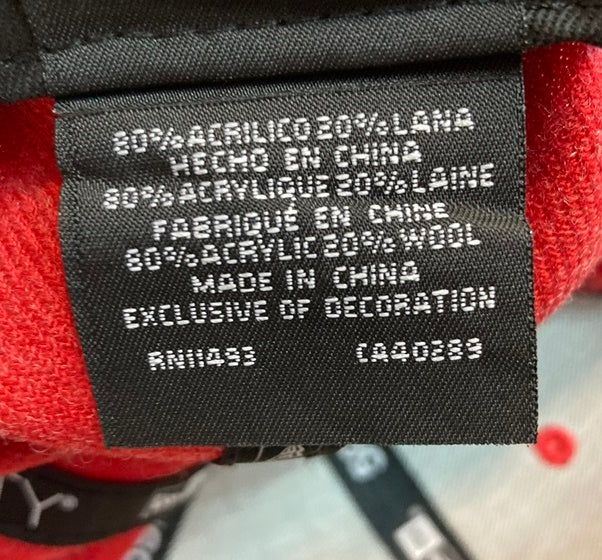 80% ACRILICO 20% LANA
HECHO EN CHINA
80% ACRYLIQUE 20% LAINE
FABRIQUÉ EN CHINE
80% ACRYLIC 20% WOOL
MADE IN CHINA
EXCLUSIVE OF DECORATION
RN11493 CA40289